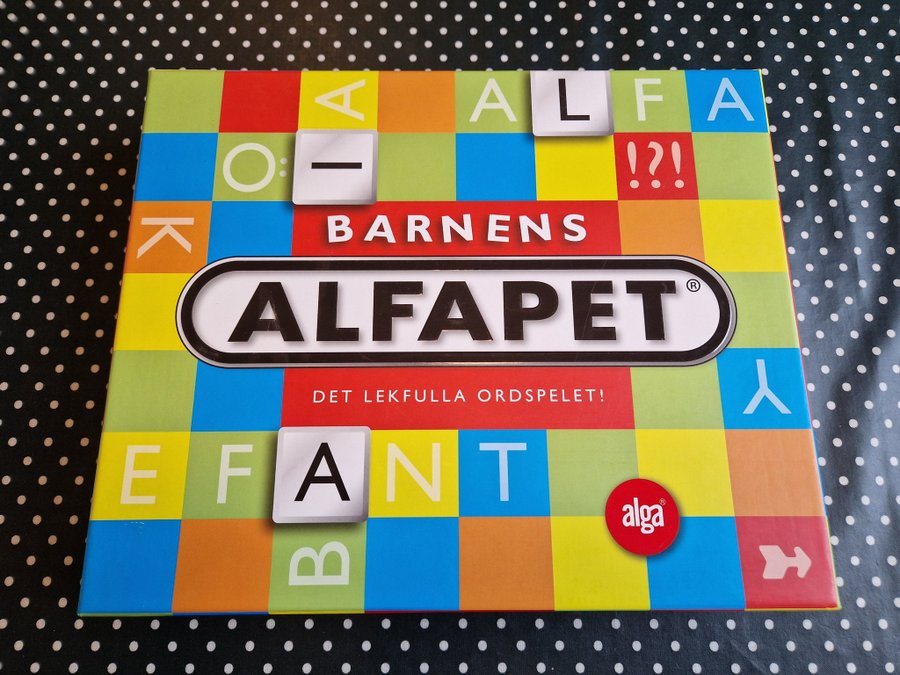 A
A L F A
Ö I
!?!
K
BARNENS
ALFAPET®
DET LEKFULLA ORDSPELET!
Y
E F A N T
alga®
B